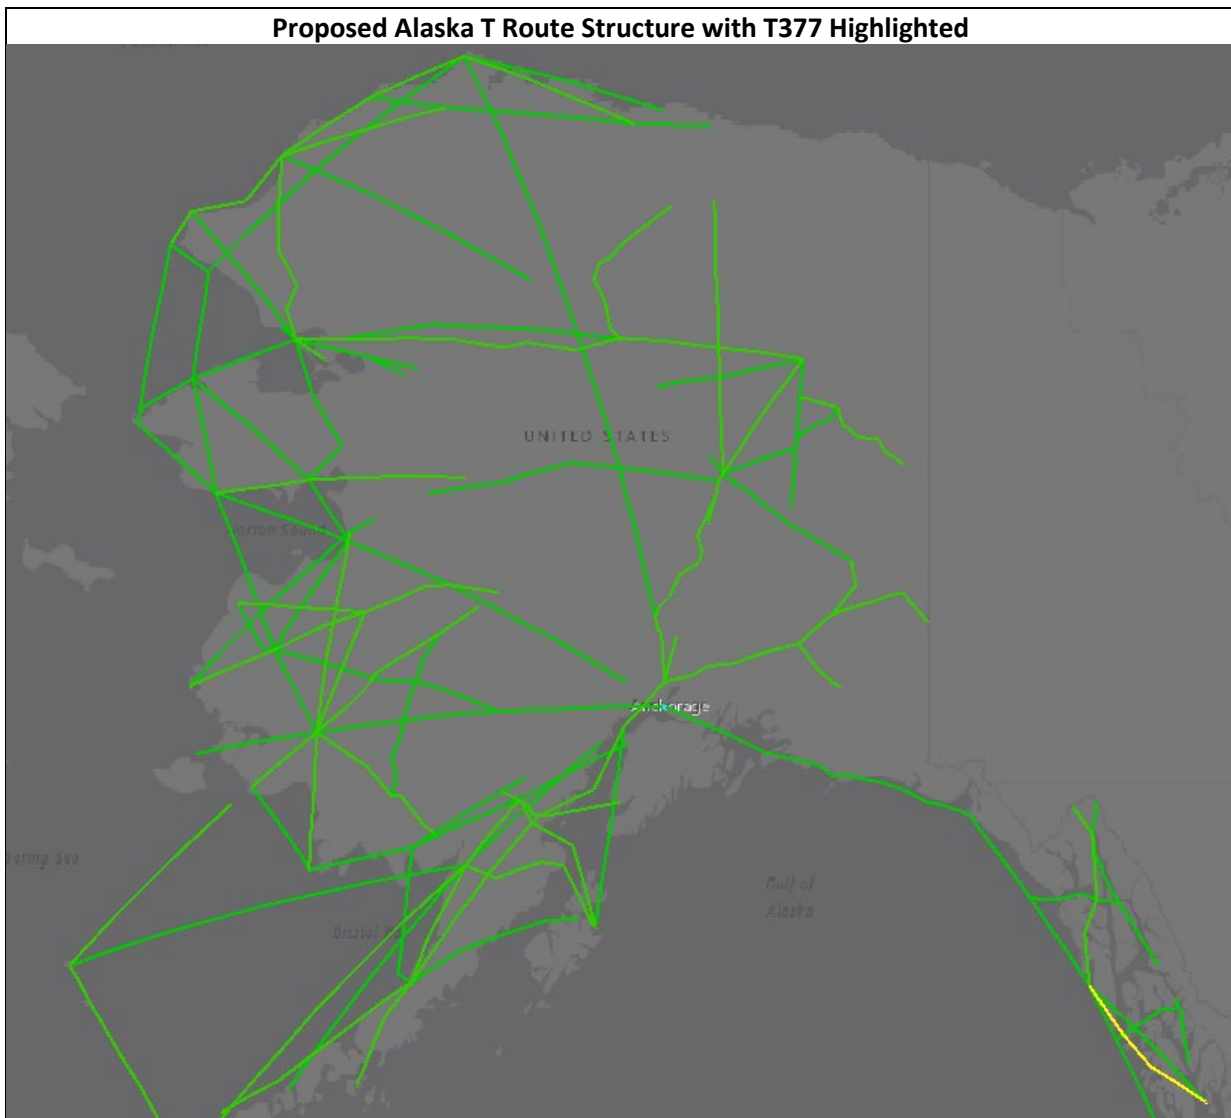 Proposed Alaska T Route Structure with T377 Highlighted
UNITED STATES
Norton Sound
Anchorage
ering Sea
Gulf of
Alaska
Bristol